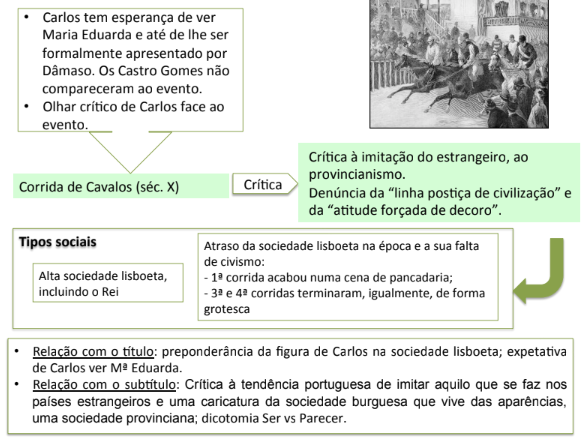 • Carlos tem esperança de ver
Maria Eduarda e até de lhe ser
formalmente apresentado por
Dâmaso. Os Castro Gomes não
compareceram ao evento.
• Olhar crítico de Carlos face ao
evento.
Corrida de Cavalos (séc. X)
Crítica
Crítica à imitação do estrangeiro, ao
provincianismo.
Denúncia da “linha postiça de civilização” e
da “atitude forçada de decoro”.
Tipos sociais
Alta sociedade lisboeta,
incluindo o Rei
Atraso da sociedade lisboeta na época e a sua falta
de civismo:
- 1ª corrida acabou numa cena de pancadaria;
- 3ª e 4ª corridas terminaram, igualmente, de forma
grotesca
• Relação com o título: preponderância da figura de Carlos na sociedade lisboeta; expetativa
de Carlos ver Mª Eduarda.
• Relação com o subtítulo: Crítica à tendência portuguesa de imitar aquilo que se faz nos
países estrangeiros e uma caricatura da sociedade burguesa que vive das aparências,
uma sociedade provinciana; dicotomia Ser vs Parecer.